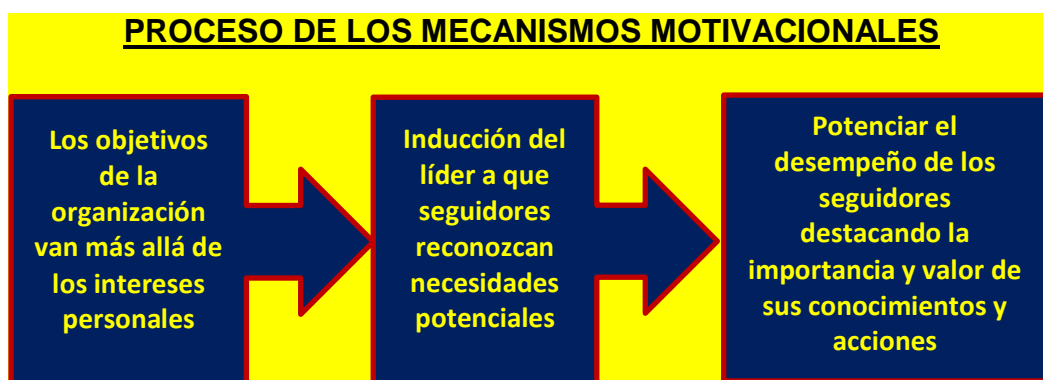 PROCESO DE LOS MECANISMOS MOTIVACIONALES
Los objetivos
de la
organización
van más allá de
los intereses
personales
Inducción del
líder a que
seguidores
reconozcan
necesidades
potenciales
Potenciar el
desempeño de los
seguidores
destacando la
importancia y valor de
sus conocimientos y
acciones